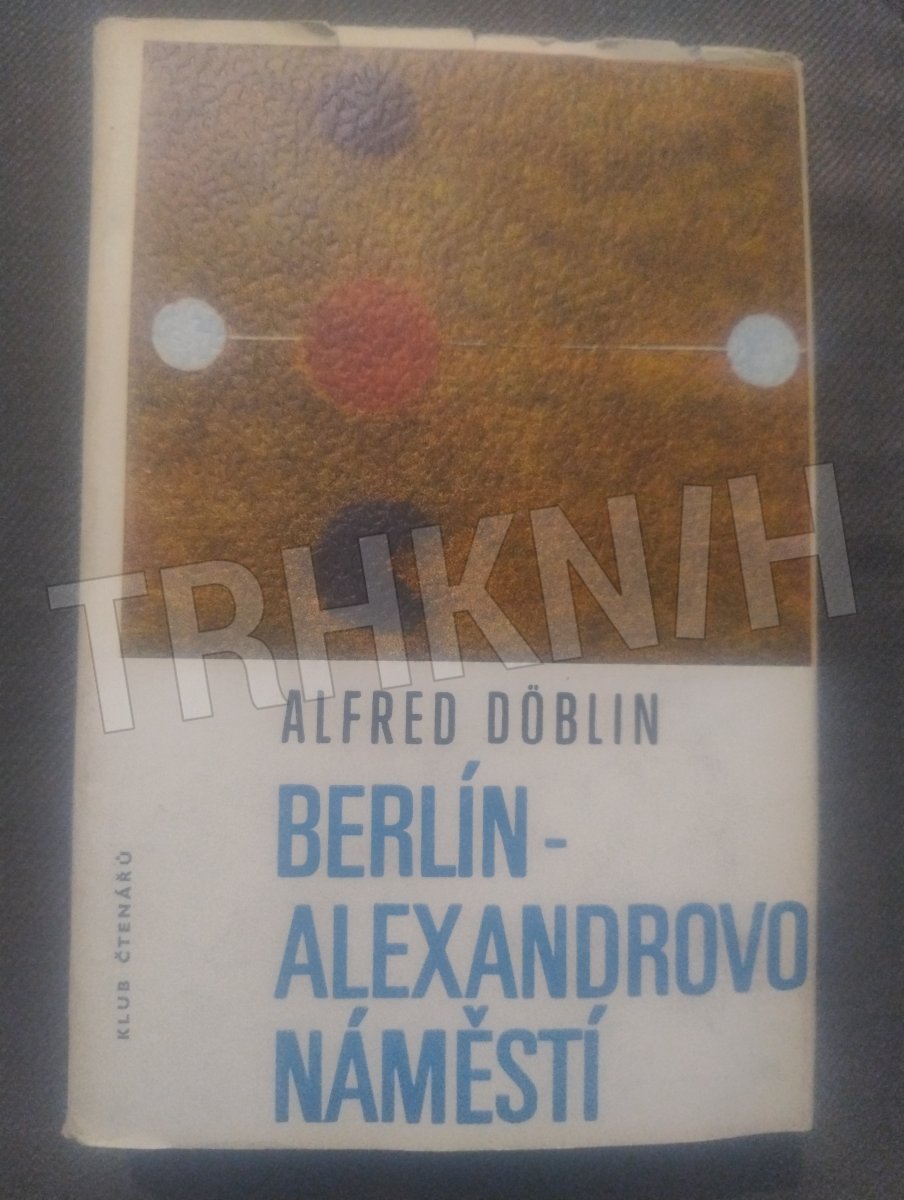 TRHKNIH
ALFRED DÖBLIN
BERLÍN-
ALEXANDROVO
NÁMĚSTÍ
KLUB ČTENÁŘŮ